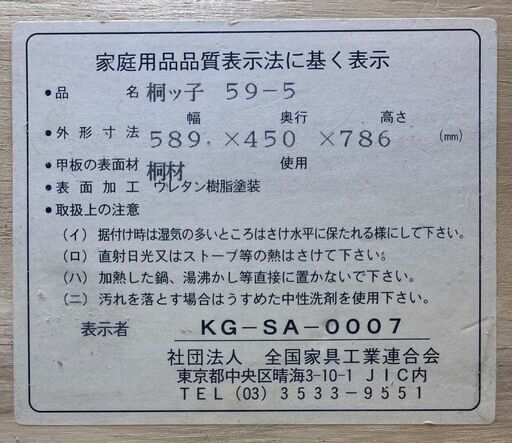 家庭用品品質表示法に基く表示
●品名 桐ッ子 59-5
幅 奥行 高さ
●外形寸法 589 ×450 ×786 (mm)
●甲板の表面材 桐材 使用
●表面加工 ウレタン樹脂塗装
●取扱上の注意
(イ) 据付け時は湿気の多いところはさけ水平に保たれる様にして下さい。
(ロ) 直射日光又はストーブ等の熱はさけて下さい。
(ハ) 加熱した鍋、湯沸かし等直接に置かないで下さい。
(ニ) 汚れを落とす場合はうすめた中性洗剤を使用下さい。
表示者 KG-SA-0007
社団法人 全国家具工業連合会
東京都中央区晴海3-10-1 JIC内
TEL (03) 3533-9551